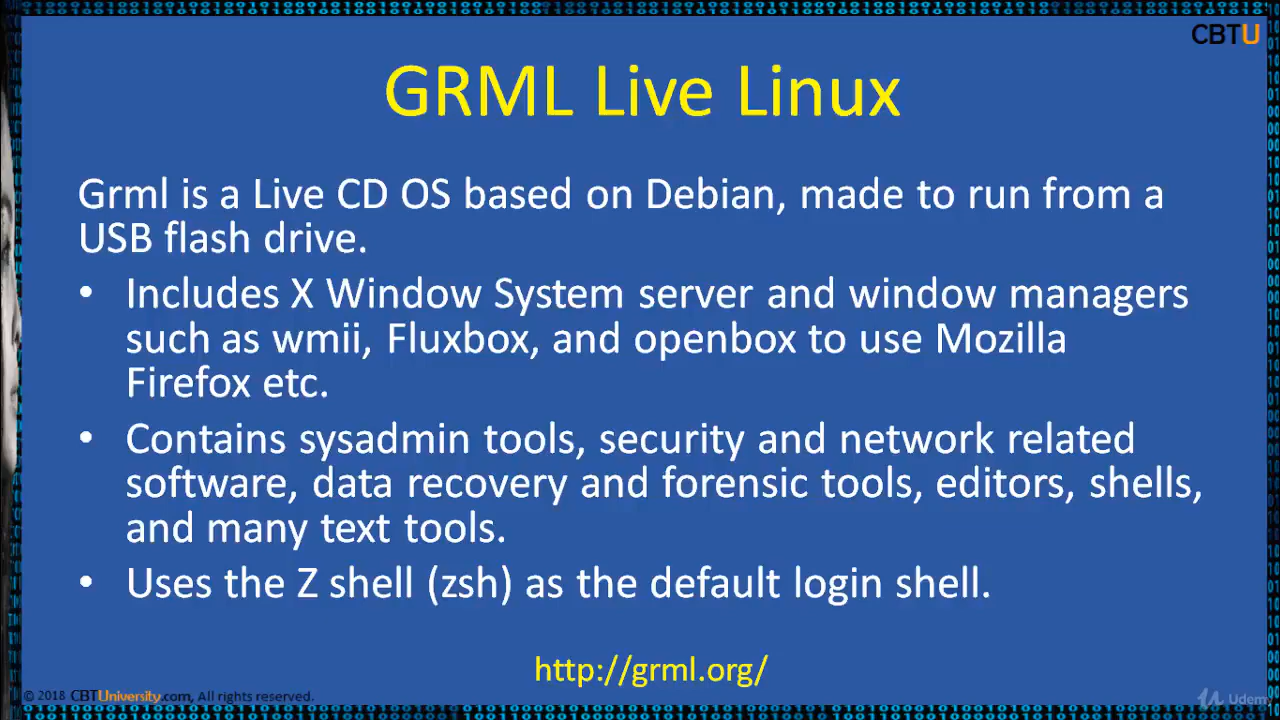 CBTU
GRML Live Linux
Grml is a Live CD OS based on Debian, made to run from a
USB flash drive.
• Includes X Window System server and window managers
such as wmii, Fluxbox, and openbox to use Mozilla
Firefox etc.
• Contains sysadmin tools, security and network related
software, data recovery and forensic tools, editors, shells,
and many text tools.
• Uses the Z shell (zsh) as the default login shell.
http://grml.org/
© 2018 CBTUniversity.com, All rights reserved.
Udemy